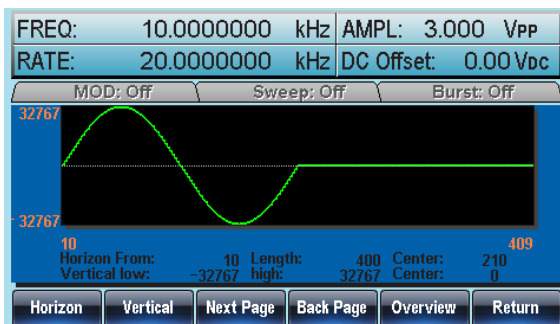 FREQ: 10.0000000 kHz AMPL: 3.000 VPP
RATE: 20.0000000 kHz DC Offset: 0.00 VDC
MOD: Off Sweep: Off Burst: Off
32767
-32767
10 409
Horizon From: 10 Length: 400 Center: 210
Vertical low: -32767 high: 32767 Center: 0
Horizon Vertical Next Page Back Page Overview Return